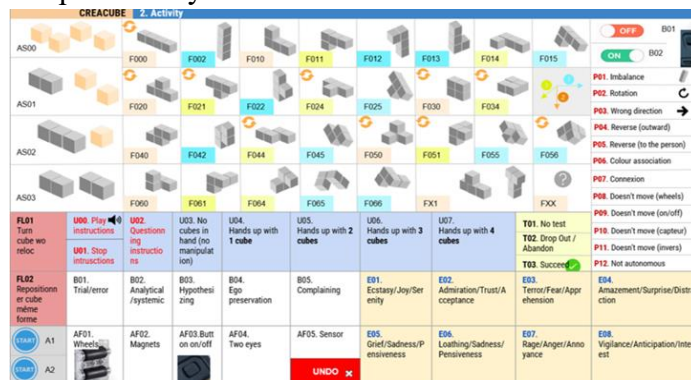 CREACUBE 2. Activity
AS00
F000
F002
F010
F011
F012
F013
F014
F015
OFF
B01
ON
B02
AS01
F020
F021
F022
F024
F025
F030
F034
P01. Imbalance
P02. Rotation
P03. Wrong direction
AS02
F040
F042
F044
F045
F050
F051
F055
F056
P04. Reverse (outward)
P05. Reverse (to the person)
P06. Colour association
AS03
F060
F061
F064
F065
F066
FX1
FXX
P07. Connexion
P08. Doesn't move (wheels)
P09. Doesn't move (on/off)
P10. Doesn't move (capteur)
P11. Doesn't move (invers)
P12. Not autonomous
FL01
Turn
cube wo
reloc
U00. Play
instructions
U01. Stop
intrusctions
U02.
Questionn
ing
instructio
ns
U03. No
cubes in
hand (no
manipulat
ion)
U04.
Hands up with
1 cube
U05.
Hands up with 2
cubes
U06.
Hands up with 3
cubes
U07.
Hands up with 4
cubes
T01. No test
T02. Drop Out /
Abandon
T03. Succeed
FL02
Repositionn
er cube
même
forme
B01.
Trial/error
B02.
Analytical
/systemic
B03.
Hypothesi
zing
B04.
Ego
preservation
B05.
Complaining
E01.
Ecstasy/Joy/Ser
enity
E02.
Admiration/Trust/A
cceptance
E03.
Terror/Fear/Appr
ehension
E04.
Amazement/Surprise/Distr
ction
START A1
START A2
AF01.
Wheels
AF02.
Magnets
AF03.Butt
on on/off
AF04.
Two eyes
AF05. Sensor
UNDO ×
E05.
Grief/Sadness/P
ensiveness
E06.
Loathing/Sadness/
Pensiveness
E07.
Rage/Anger/Anno
yance
E08.
Vigilance/Anticipation/Inte
est